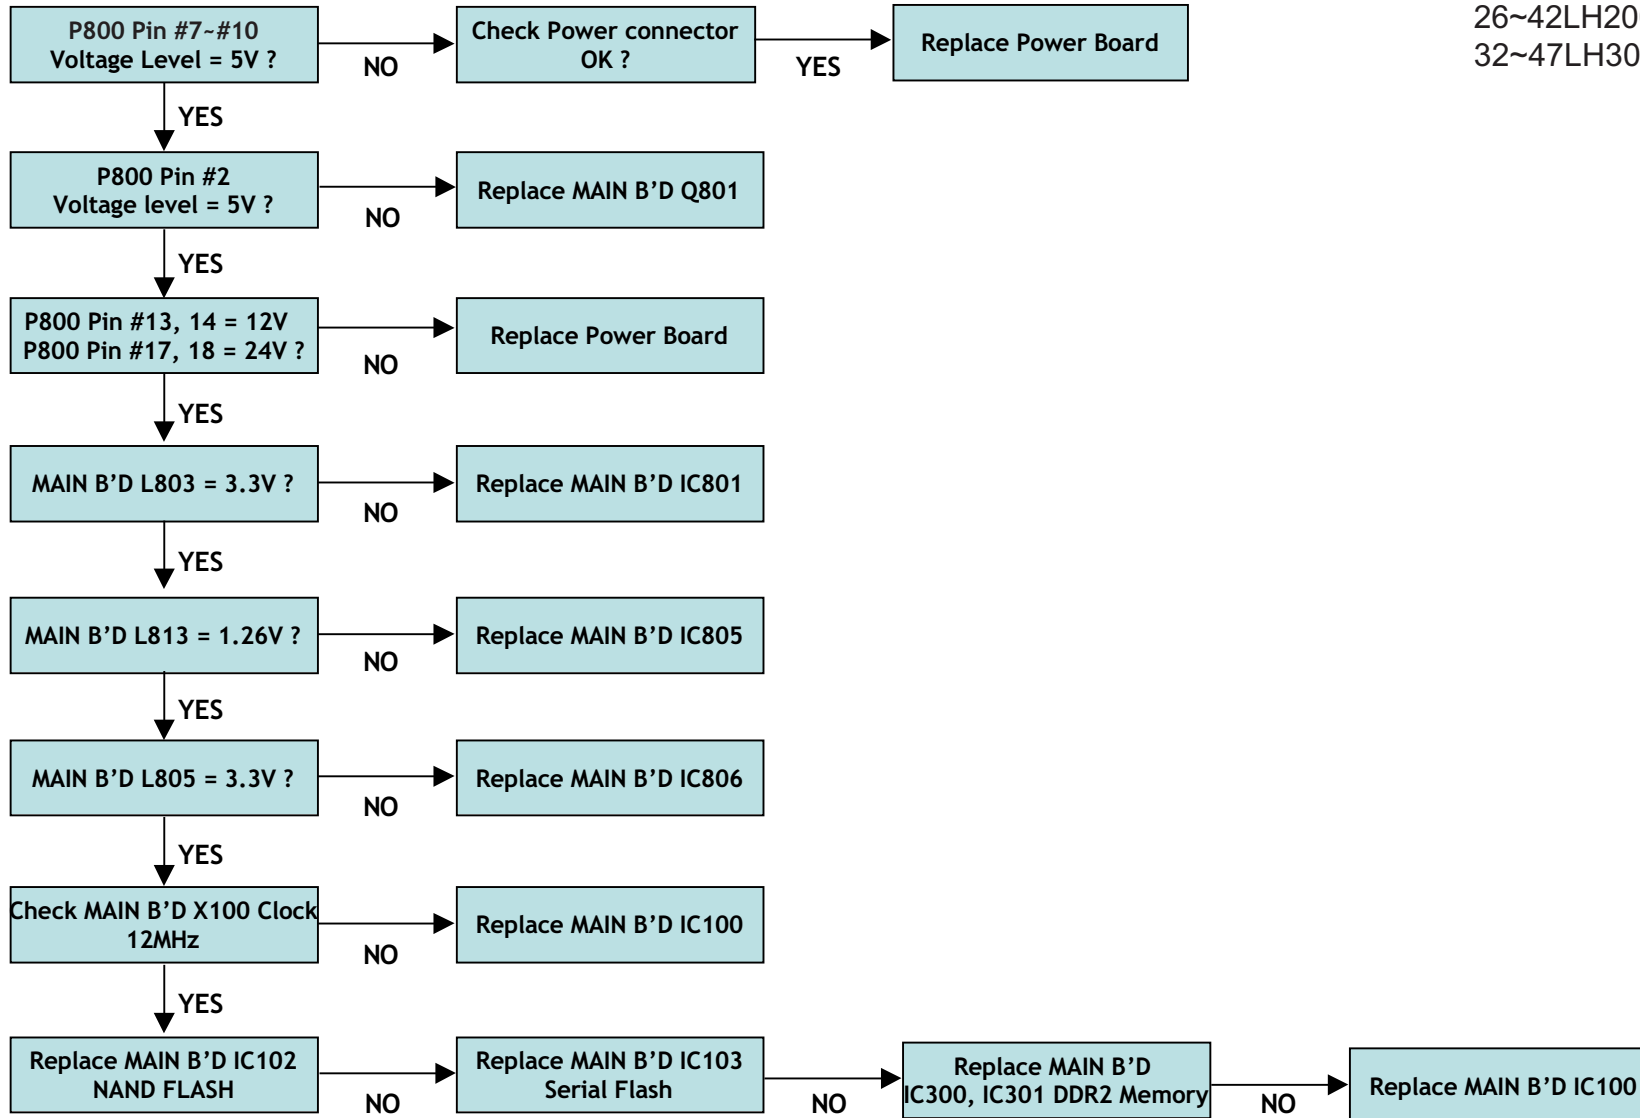 P800 Pin #7~#10
Voltage Level = 5V ?
NO
Check Power connector
OK ?
YES
Replace Power Board
26~42LH20
32~47LH30
YES
P800 Pin #2
Voltage level = 5V ?
NO
Replace MAIN B’D Q801
YES
P800 Pin #13, 14 = 12V
P800 Pin #17, 18 = 24V ?
NO
Replace Power Board
YES
MAIN B’D L803 = 3.3V ?
NO
Replace MAIN B’D IC801
YES
MAIN B’D L813 = 1.26V ?
NO
Replace MAIN B’D IC805
YES
MAIN B’D L805 = 3.3V ?
NO
Replace MAIN B’D IC806
YES
Check MAIN B’D X100 Clock
12MHz
NO
Replace MAIN B’D IC100
YES
Replace MAIN B’D IC102
NAND FLASH
NO
Replace MAIN B’D IC103
Serial Flash
NO
Replace MAIN B’D
IC300, IC301 DDR2 Memory
NO
Replace MAIN B’D IC100